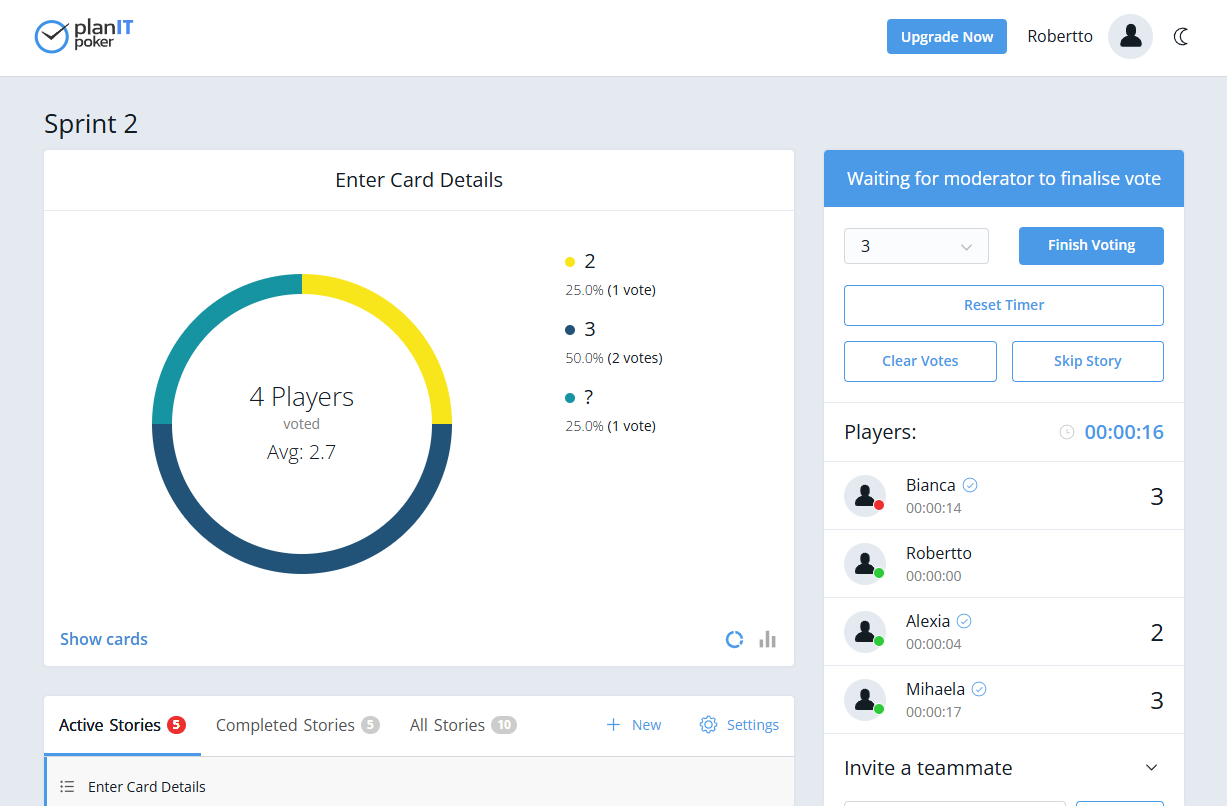 planIT
poker
Upgrade Now
Robertto
Sprint 2
Enter Card Details
4 Players
voted
Avg: 2.7
2
25.0% (1 vote)
3
50.0% (2 votes)
?
25.0% (1 vote)
Show cards
Active Stories 5
Completed Stories 5
All Stories 10
New
Settings
Enter Card Details
Waiting for moderator to finalise vote
3
Finish Voting
Reset Timer
Clear Votes
Skip Story
Players:
00:00:16
Bianca
00:00:14
3
Robertto
00:00:00
Alexia
00:00:04
2
Mihaela
00:00:17
3
Invite a teammate